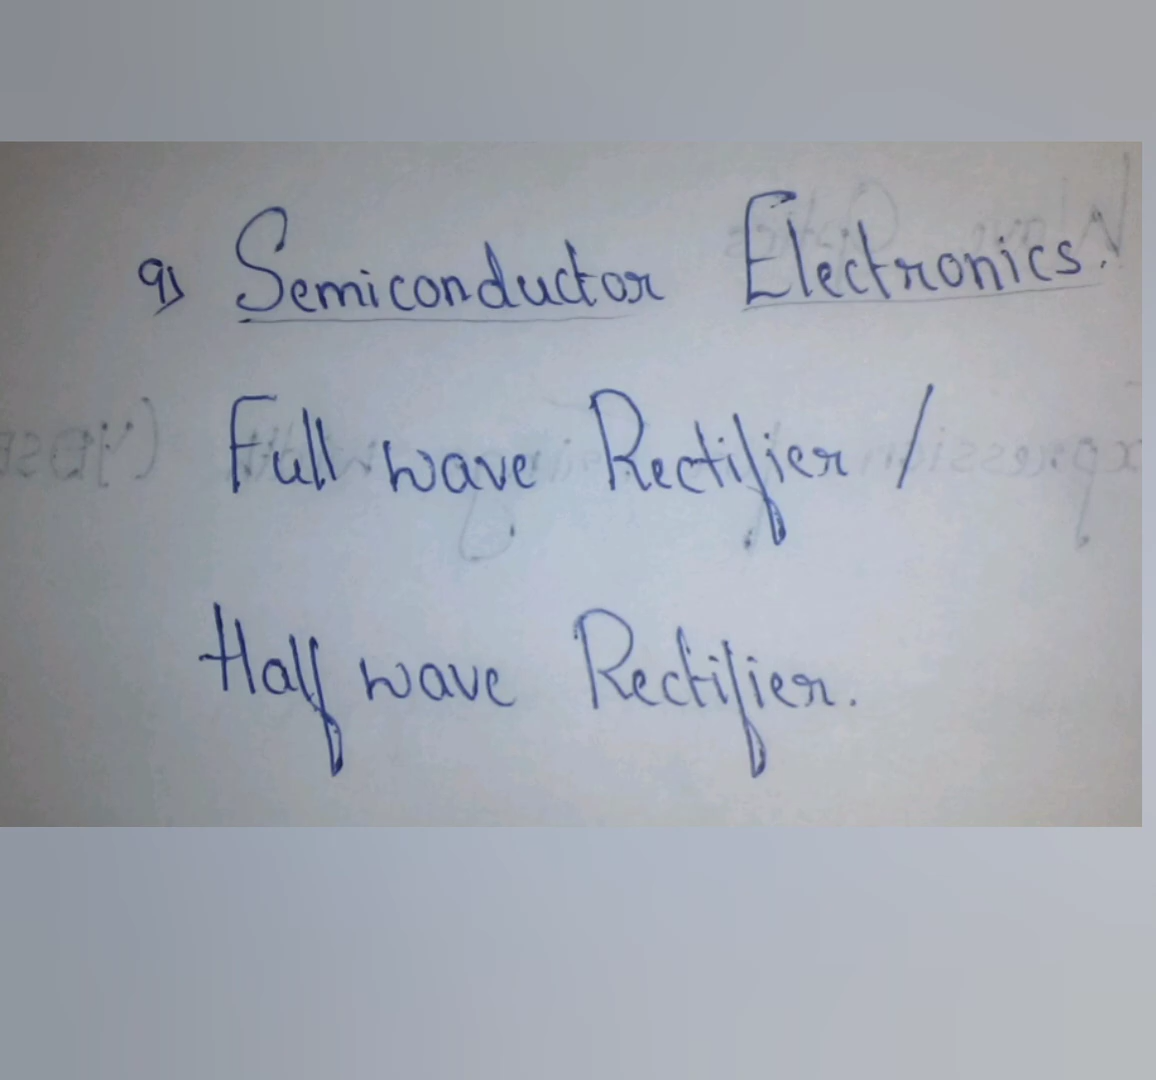 9) Semiconductor Electronics.
Full wave Rectifier /
Half wave Rectifier.